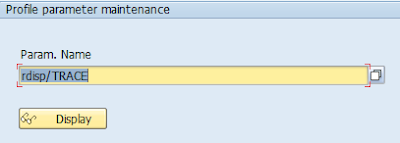 Profile parameter maintenance
Param. Name
rdisp/TRACE
Display